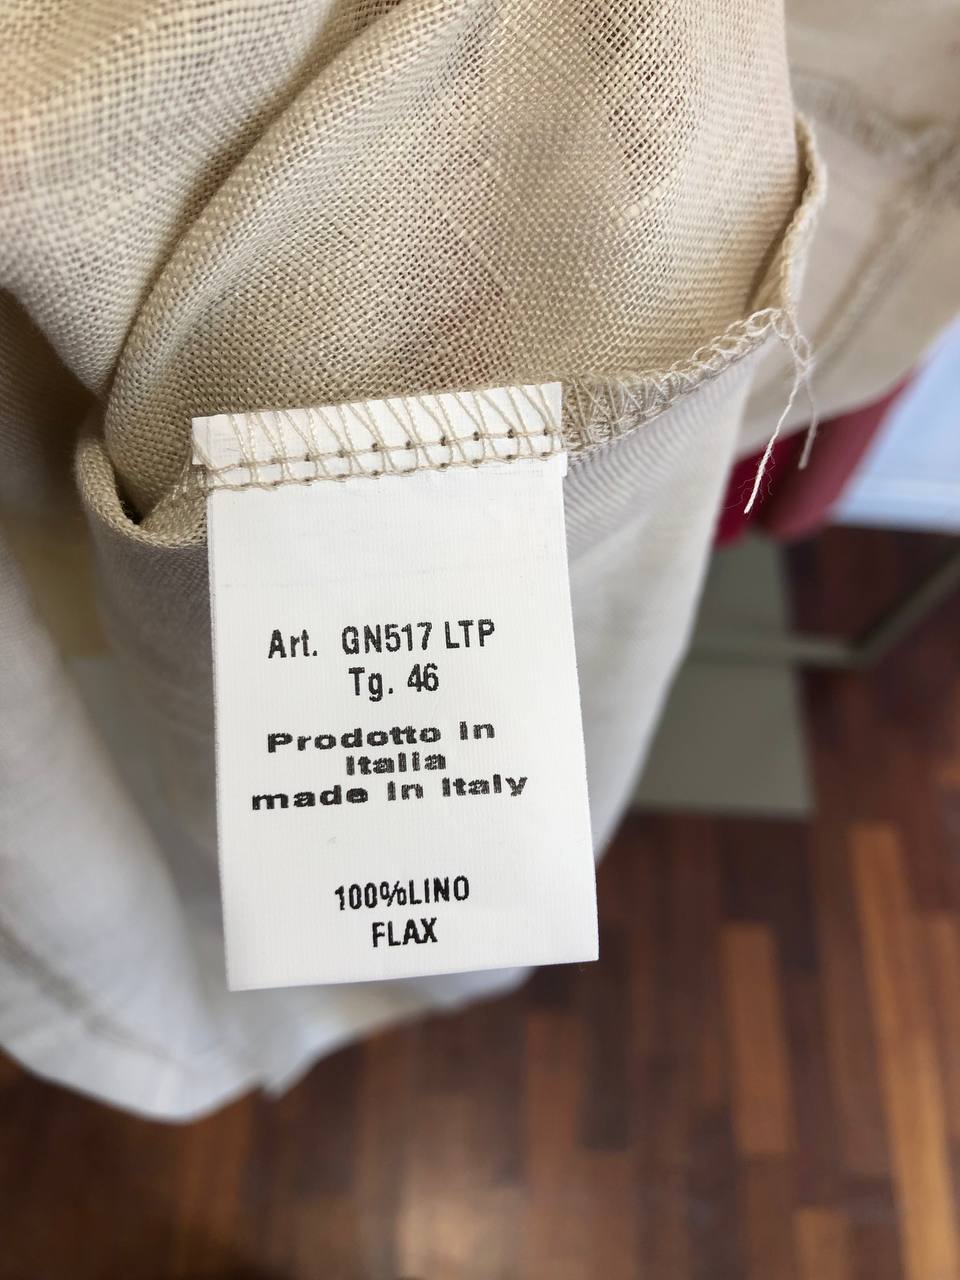 Art. GN517 LTP
Tg. 46
Prodotto in
Italia
made in Italy
100%LINO
FLAX